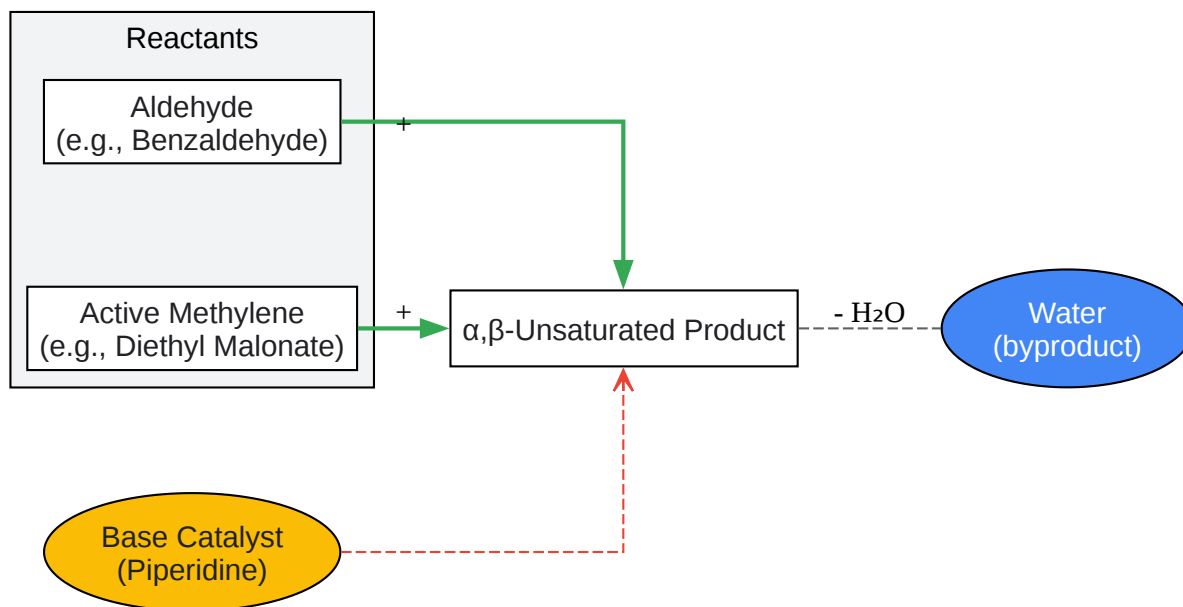 Reactants
Aldehyde
(e.g., Benzaldehyde)
+
Active Methylene
(e.g., Diethyl Malonate)
+
α,β-Unsaturated Product
- H₂O
Water
(byproduct)
Base Catalyst
(Piperidine)